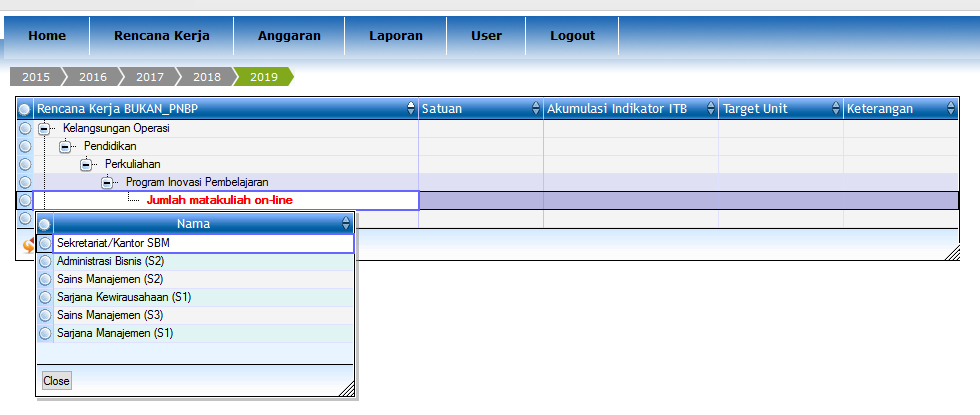 Home Rencana Kerja Anggaran Laporan User Logout
2015 2016 2017 2018 2019
Rencana Kerja BUKAN_PNBP Satuan Akumulasi Indikator ITB Target Unit Keterangan
Kelangsungan Operasi
Pendidikan
Perkuliahan
Program Inovasi Pembelajaran
Jumlah matakuliah on-line
Nama
Sekretariat/Kantor SBM
Administrasi Bisnis (S2)
Sains Manajemen (S2)
Sarjana Kewirausahaan (S1)
Sains Manajemen (S3)
Sarjana Manajemen (S1)
Close